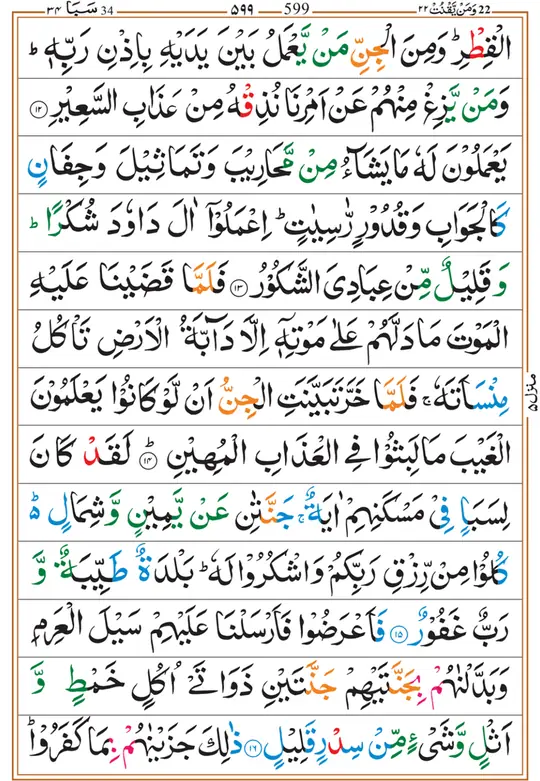 22 وَمَنۡ يَّقۡنُتۡ ٢٢ 599 ۵۹۹ 34 سَبَاٍ ۳۴
الۡقِطۡرِ ؕ وَمِنَ الۡجِنِّ مَنۡ يَّعۡمَلُ بَيۡنَ يَدَيۡهِ بِاِذۡنِ رَبِّهٖ ؕ
وَمَنۡ يَّزِغۡ مِنۡهُمۡ عَنۡ اَمۡرِنَا نُذِقۡهُ مِنۡ عَذَابِ السَّعِيۡرِ ۱۲
يَعۡمَلُوۡنَ لَهٗ مَا يَشَآءُ مِنۡ مَّحَارِيۡبَ وَتَمَاثِيۡلَ وَجِفَانٍ
كَالۡجَوَابِ وَقُدُوۡرٍ رّٰسِيٰتٍ ؕ اِعۡمَلُوۡۤا اٰلَ دَاوٗدَ شُكۡرًا ؕ
وَقَلِيۡلٌ مِّنۡ عِبَادِىَ الشَّكُوۡرُ ۱۳ فَلَمَّا قَضَيۡنَا عَلَيۡهِ
الۡمَوۡتَ مَا دَلَّهُمۡ عَلٰى مَوۡتِهٖۤ اِلَّا دَآبَّةُ الۡاَرۡضِ تَاۡكُلُ
مِنۡسَاَتَهٗ ۚ فَلَمَّا خَرَّ تَبَيَّنَتِ الۡجِنُّ اَنۡ لَّوۡ كَانُوۡا يَعۡلَمُوۡنَ
الۡغَيۡبَ مَا لَبِثُوۡا فِى الۡعَذَابِ الۡمُهِيۡنِ ؕ ۱۴ لَقَدۡ كَانَ
لِسَبَاٍ فِىۡ مَسۡكَنِهِمۡ اٰيَةٌ ۚ جَنَّتٰنِ عَنۡ يَّمِيۡنٍ وَّشِمَالٍ ؕ
كُلُوۡا مِنۡ رِّزۡقِ رَبِّكُمۡ وَاشۡكُرُوۡا لَهٗ ؕ بَلۡدَةٌ طَيِّبَةٌ وَّ
رَبٌّ غَفُوۡرٌ ۱۵ فَاَعۡرَضُوۡا فَاَرۡسَلۡنَا عَلَيۡهِمۡ سَيۡلَ الۡعَرِمِ
وَبَدَّلۡنٰهُمۡ بِجَنَّتَيۡهِمۡ جَنَّتَيۡنِ ذَوَاتَىۡ اُكُلٍ خَمۡطٍ وَّ
اَثۡلٍ وَّشَىۡءٍ مِّنۡ سِدۡرٍ قَلِيۡلٍ ۱۶ ذٰلِكَ جَزَيۡنٰهُمۡ بِمَا كَفَرُوۡا ؕ
منزل ۵